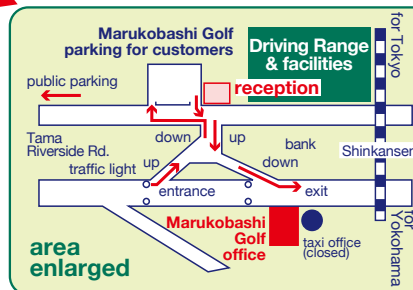 Marukobashi Golf
parking for customers
Driving Range
& facilities
for Tokyo
public parking
reception
Tama
Riverside Rd.
down
up
bank
Shinkansen
traffic light
up
down
entrance
exit
Marukobashi
Golf
office
taxi office
(closed)
for
Yokohama
area
enlarged